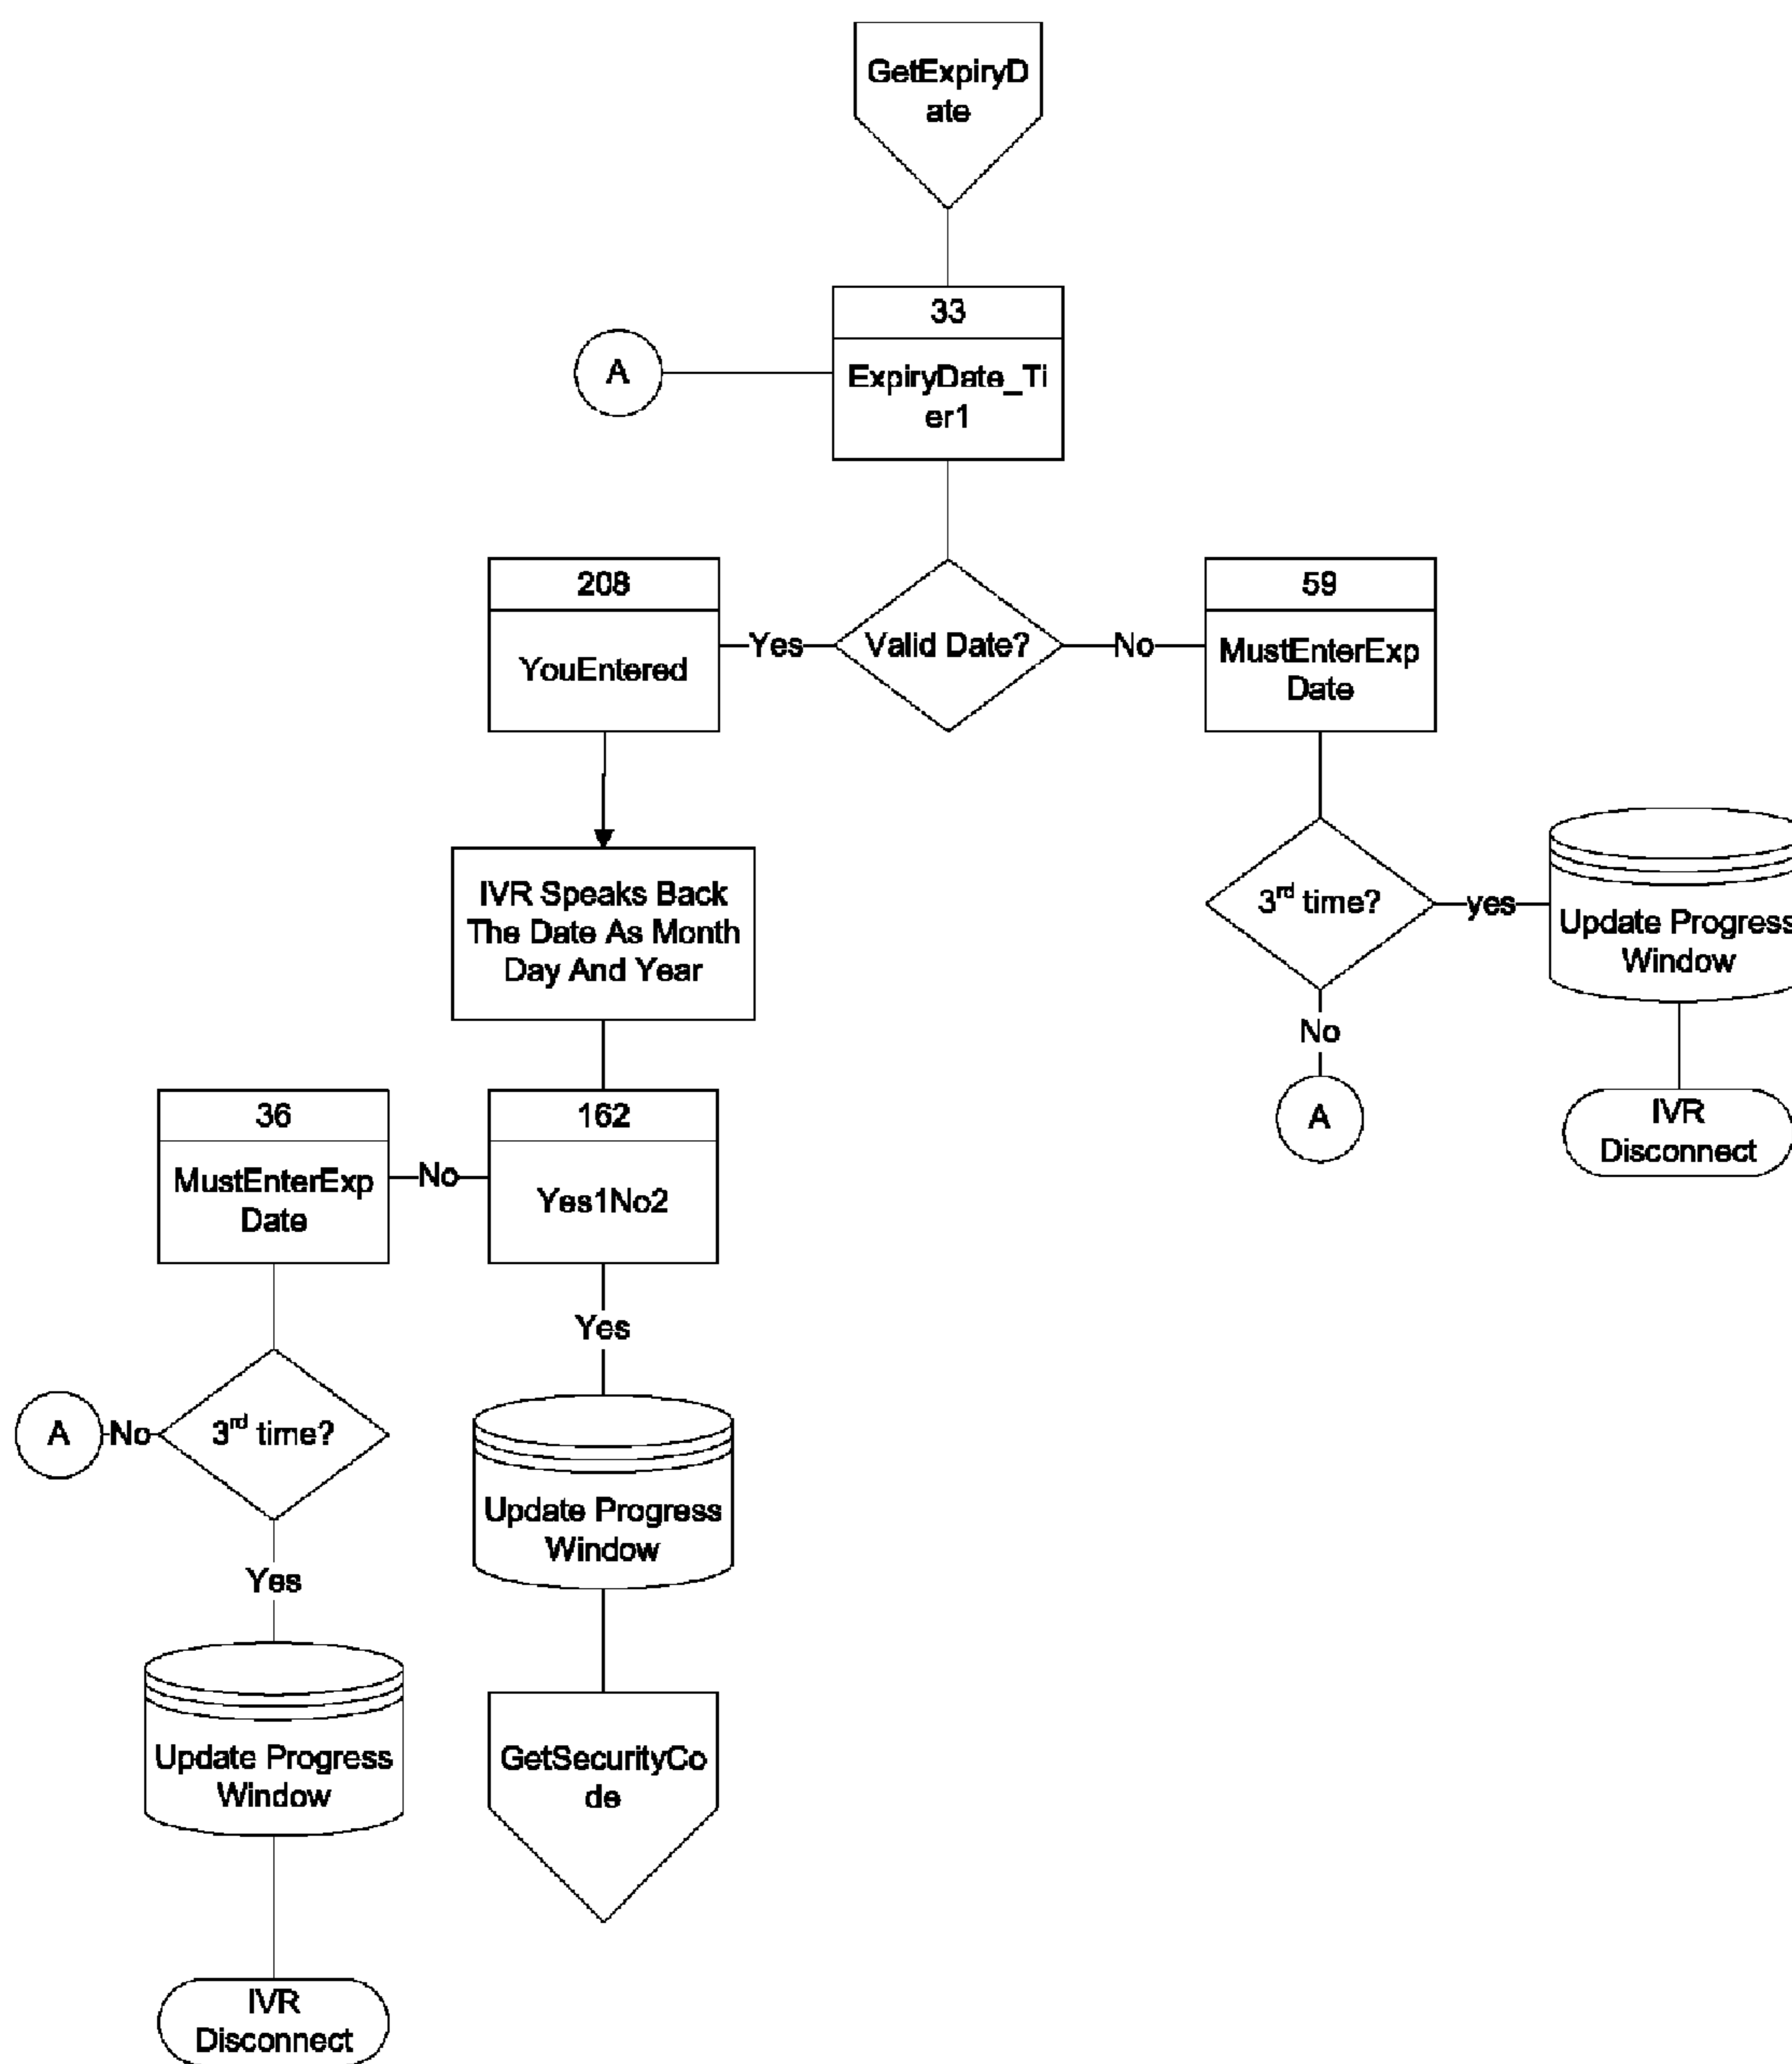 GetExpiryD
ate
33
A
ExpiryDate_Ti
er1
208
YouEntered
Yes
Valid Date?
No
59
MustEnterExp
Date
IVR Speaks Back
The Date As Month
Day And Year
3rd time?
yes
Update Progress
Window
No
A
IVR
Disconnect
36
MustEnterExp
Date
No
162
Yes1No2
Yes
A
No
3rd time?
Yes
Update Progress
Window
Update Progress
Window
GetSecurityCo
de
IVR
Disconnect